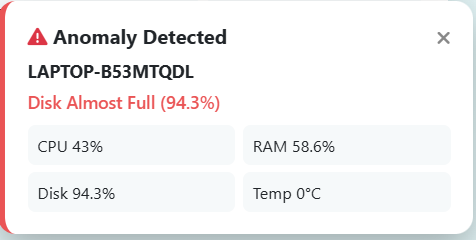 Anomaly Detected
LAPTOP-B53MTQDL
Disk Almost Full (94.3%)
CPU 43%
RAM 58.6%
Disk 94.3%
Temp 0°C